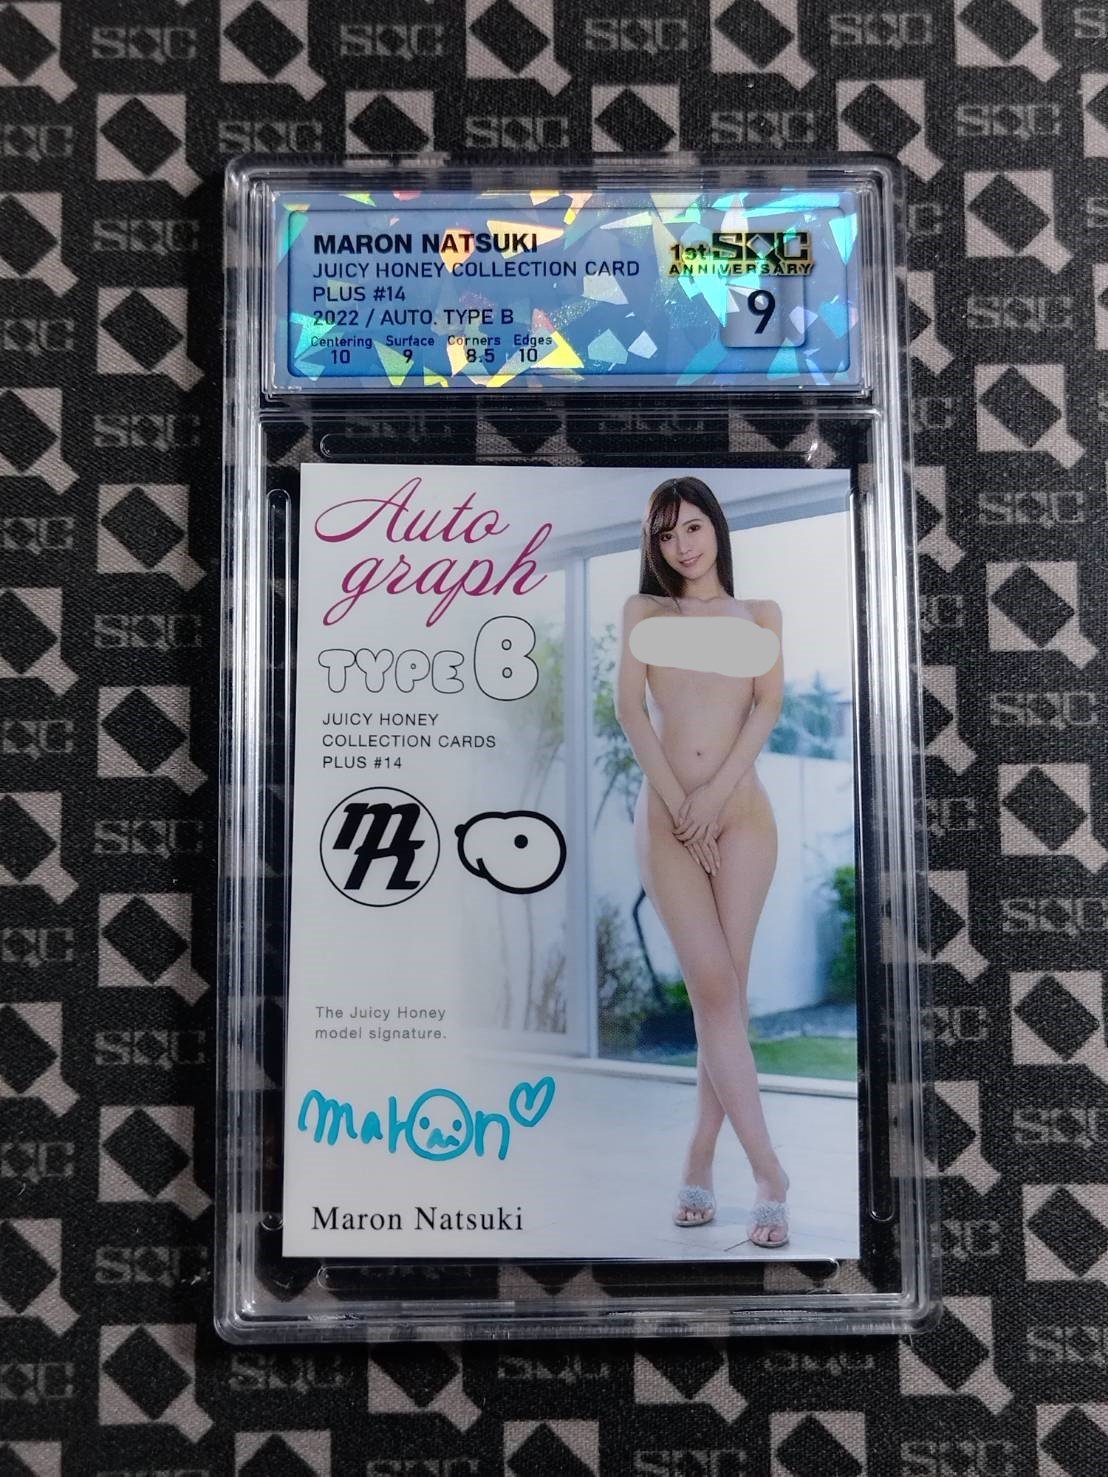 MARON NATSUKI
JUICY HONEY COLLECTION CARD
PLUS #14
2022 / AUTO. TYPE B
Centering Surface Corners Edges
10 9 8.5 10
1st SQC
ANNIVERSARY
9
Auto
graph
TYPE B
JUICY HONEY
COLLECTION CARDS
PLUS #14
The Juicy Honey
model signature.
maron
Maron Natsuki
SQC